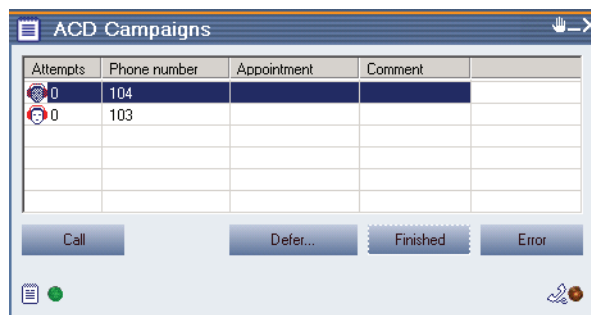 ACD Campaigns
Attempts Phone number Appointment Comment
0 104
0 103
Call Defer... Finished Error